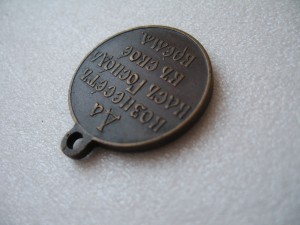 Да
вознесетъ
васъ Господь
въ свое
время